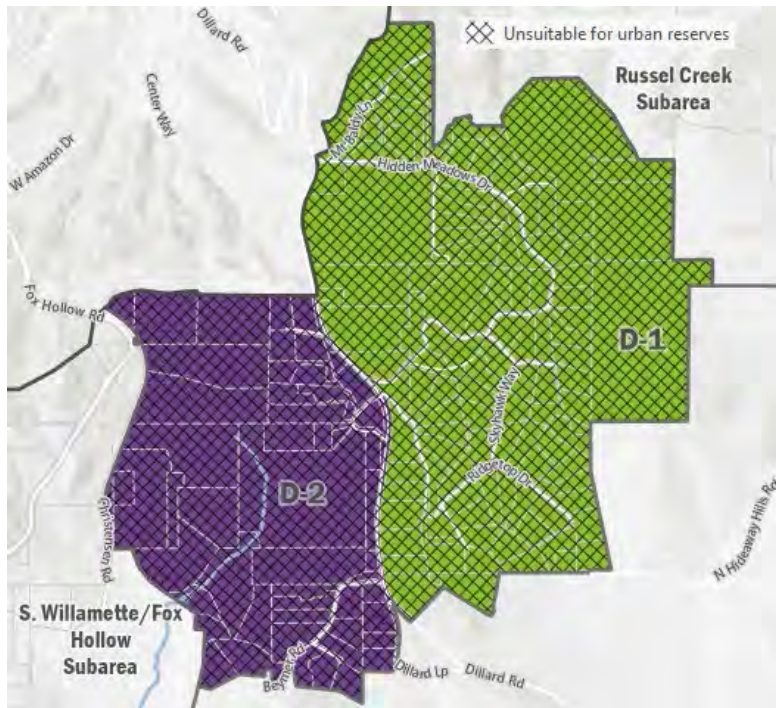 Dillard Rd
Unsuitable for urban reserves
Russel Creek
Subarea
Center Way
W Amazon Dr
Mt Baldy Ln
Hidden Meadows Dr
Fox Hollow Rd
D-1
Skyhawk Way
Ridgetop Dr
D-2
Christensen Rd
N Hideaway Hills Rd
S. Willamette/Fox
Hollow
Subarea
Beymer Rd
Dillard Lp
Dillard Rd